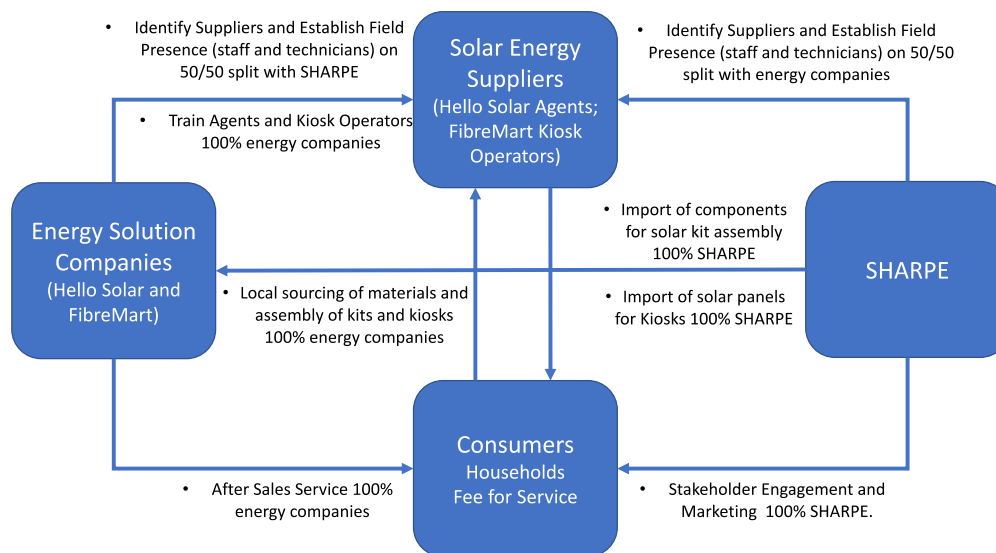 • Identify Suppliers and Establish Field
Presence (staff and technicians) on
50/50 split with SHARPE
• Train Agents and Kiosk Operators
100% energy companies
Solar Energy
Suppliers
(Hello Solar Agents;
FibreMart Kiosk
Operators)
• Identify Suppliers and Establish Field
Presence (staff and technicians) on 50/50
split with energy companies
Energy Solution
Companies
(Hello Solar and
FibreMart)
• Import of components
for solar kit assembly
100% SHARPE
• Import of solar panels
for Kiosks 100% SHARPE
SHARPE
• Local sourcing of materials and
assembly of kits and kiosks
100% energy companies
Consumers
Households
Fee for Service
• After Sales Service 100%
energy companies
• Stakeholder Engagement and
Marketing 100% SHARPE.